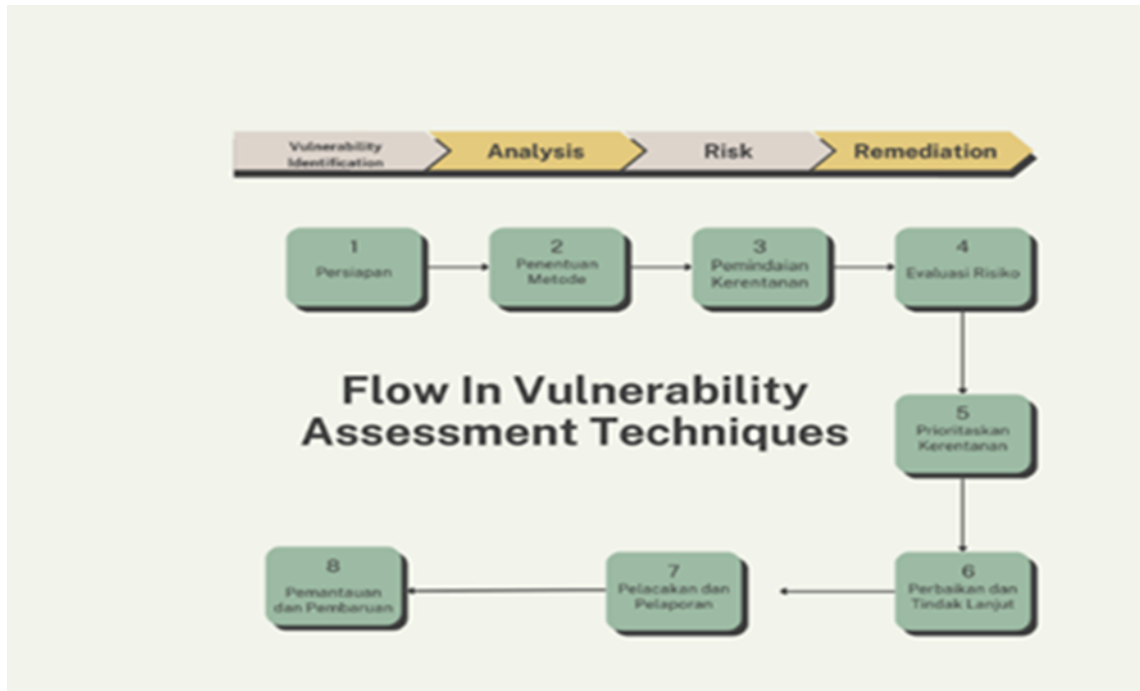 Vulnerability
Identification
Analysis
Risk
Remediation
1
Persiapan
2
Penentuan
Metode
3
Pemindaian
Kerentanan
4
Evaluasi Risiko
Flow In Vulnerability
Assessment Techniques
5
Prioritaskan
Kerentanan
6
Perbaikan dan
Tindak Lanjut
7
Pelacakan dan
Pelaporan
8
Pemantauan
dan Pembaruan